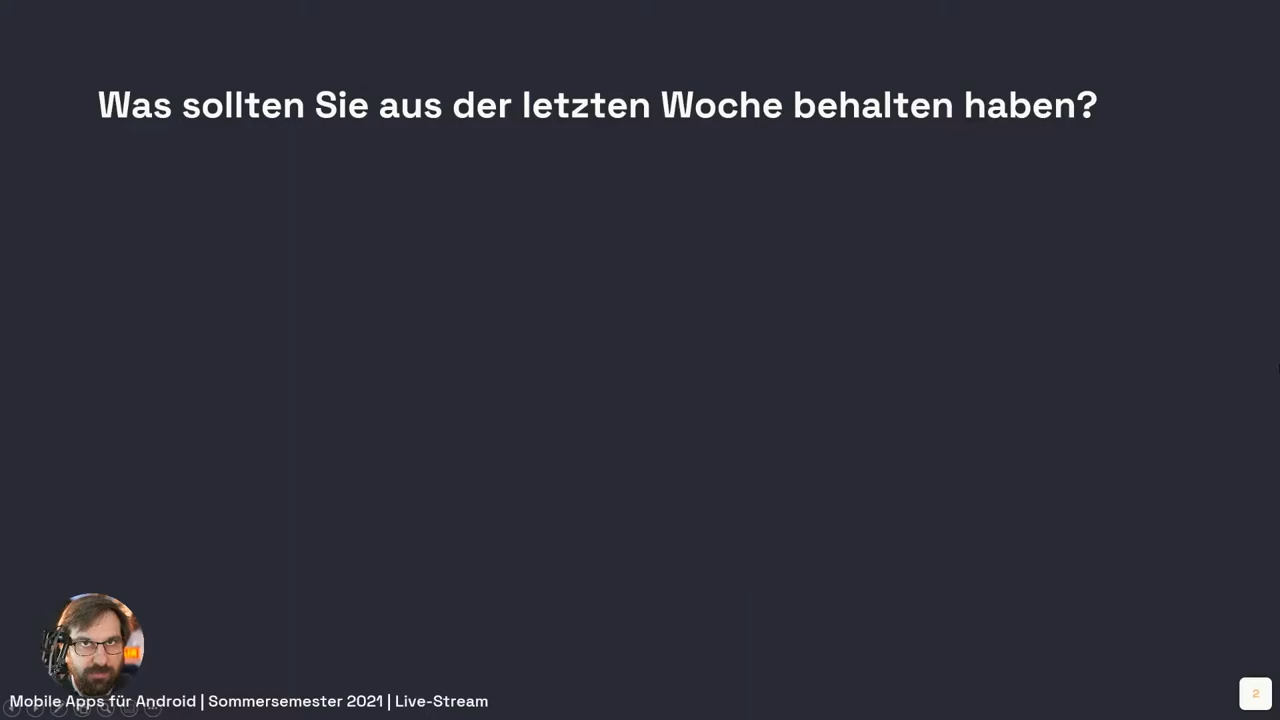 Was sollten Sie aus der letzten Woche behalten haben?
Mobile Apps für Android | Sommersemester 2021 | Live-Stream
2